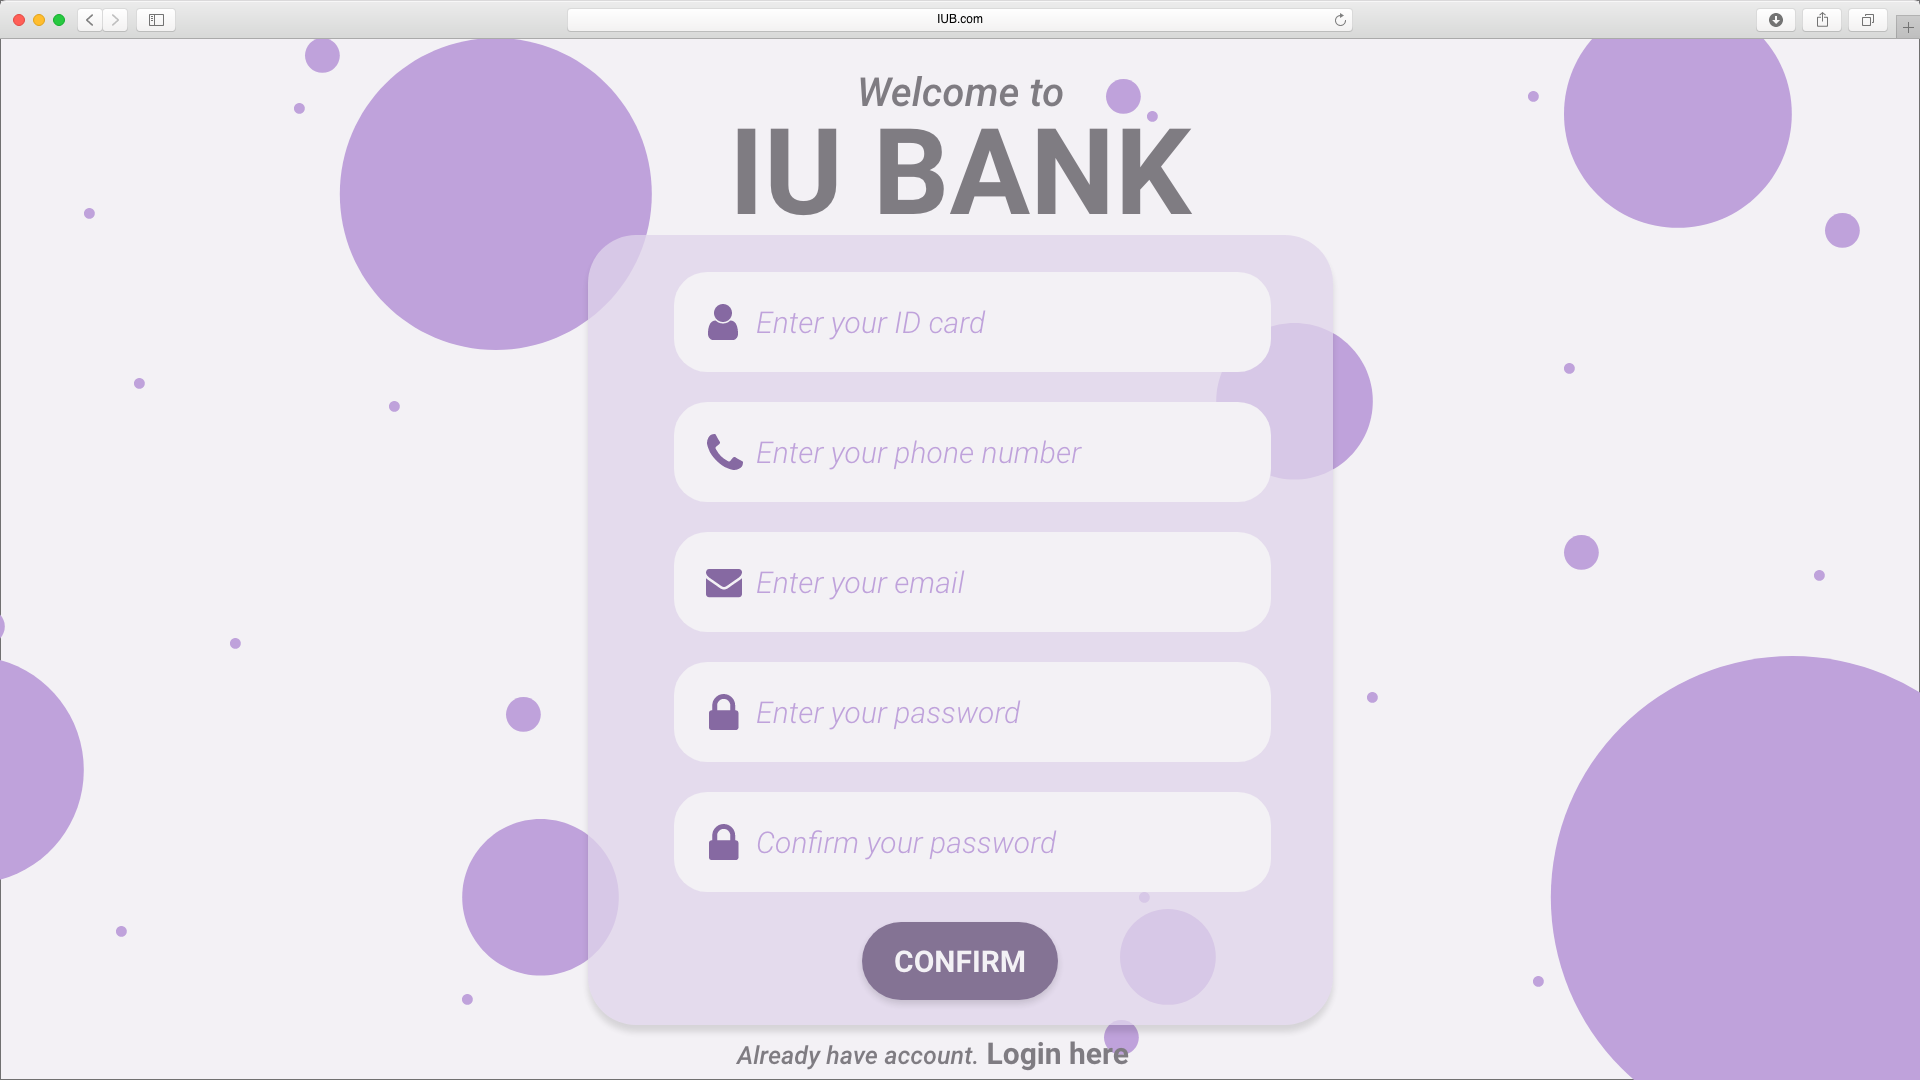 IUB.com
Welcome to
IU BANK
Enter your ID card
Enter your phone number
Enter your email
Enter your password
Confirm your password
CONFIRM
Already have account. Login here